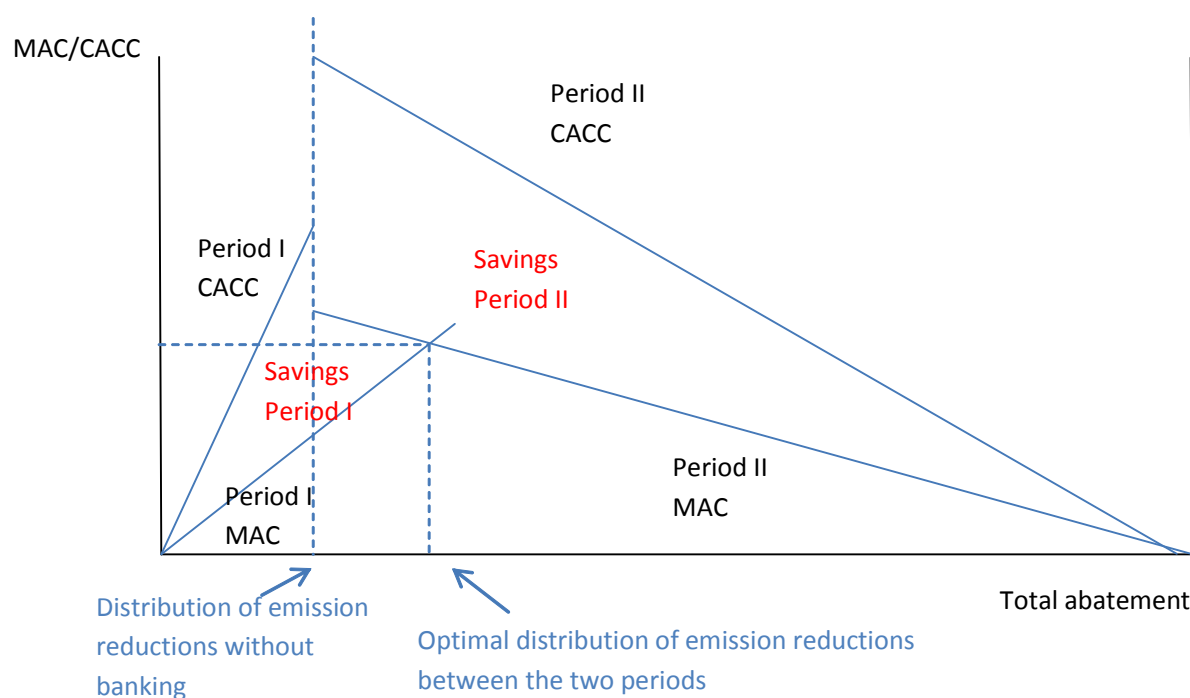 MAC/CACC
Period II
CACC
Period I
CACC
Savings
Period II
Savings
Period I
Period II
MAC
Period I
MAC
Total abatement
Distribution of emission
reductions without
banking
Optimal distribution of emission reductions
between the two periods